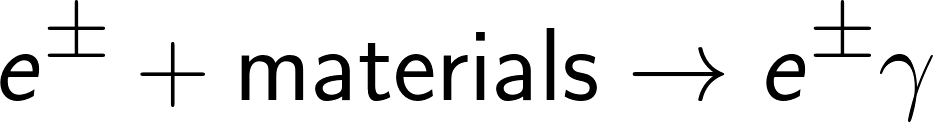 e± + materials → e±γ